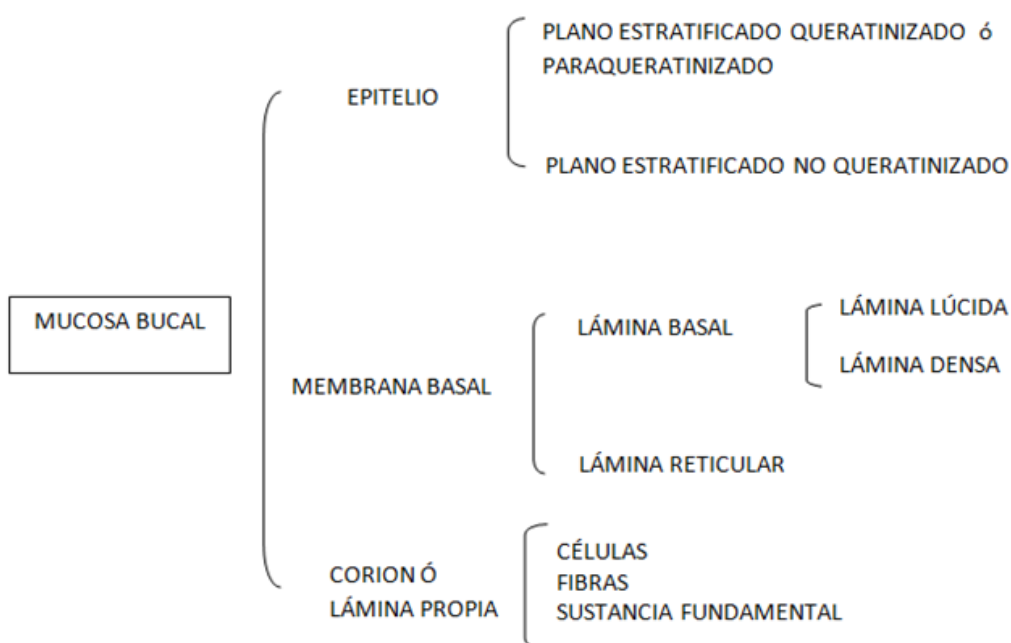 MUCOSA BUCAL
EPITELIO
PLANO ESTRATIFICADO QUERATINIZADO ó
PARAQUERATINIZADO
PLANO ESTRATIFICADO NO QUERATINIZADO
MEMBRANA BASAL
LÁMINA BASAL
LÁMINA LÚCIDA
LÁMINA DENSA
LÁMINA RETICULAR
CORION Ó
LÁMINA PROPIA
CÉLULAS
FIBRAS
SUSTANCIA FUNDAMENTAL